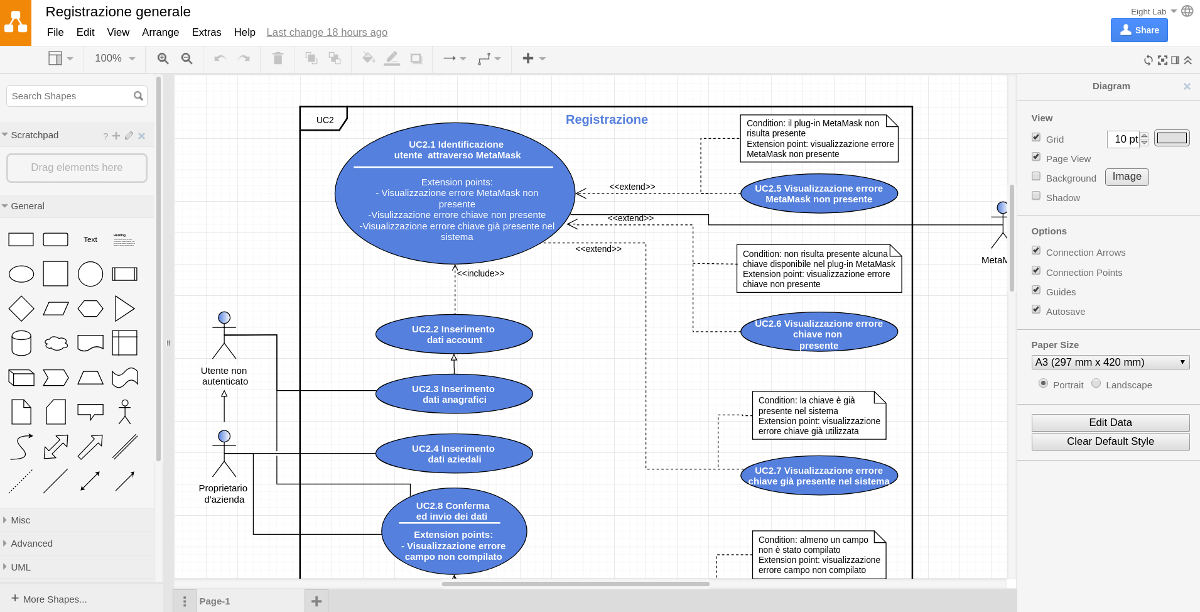 Registrazione generale
Eight Lab
File Edit View Arrange Extras Help Last change 18 hours ago
Share
100%
Search Shapes
Scratchpad
?
Drag elements here
General
Text
Heading
Misc
Advanced
UML
+ More Shapes...
UC2
Registrazione
UC2.1 Identificazione
utente attraverso MetaMask
Extension points:
- Visualizzazione errore MetaMask non
presente
-Visulizzazione errore chiave non presente
-Visualizzazione errore chiave già presente nel
sistema
Condition: il plug-in MetaMask non
risulta presente
Extension point: visualizzazione errore
MetaMask non presente
<<extend>>
UC2.5 Visualizzazione errore
MetaMask non presente
<<extend>>
<<extend>>
MetaM
Condition: non risulta presente alcuna
chiave disponibile nel plug-in MetaMask
Extension point: visualizzazione errore
chiave non presente
<<include>>
UC2.2 Inserimento
dati account
UC2.6 Visualizzazione errore
chiave non
presente
Utente non
autenticato
UC2.3 Inserimento
dati anagrafici
Condition: la chiave è già
presente nel sistema
Extension point: visualizzazione
errore chiave già utilizzata
UC2.4 Inserimento
dati aziedali
UC2.7 Visualizzazione errore
chiave già presente nel sistema
Proprietario
d'azienda
UC2.8 Conferma
ed invio dei dati
Extension points:
- Visualizzazione errore
campo non compilato
Condition: almeno un campo
non è stato compilato
Extension point: visualizzazione
errore campo non compilato
Page-1
Diagram
View
Grid 10 pt
Page View
Background Image
Shadow
Options
Connection Arrows
Connection Points
Guides
Autosave
Paper Size
A3 (297 mm x 420 mm)
Portrait Landscape
Edit Data
Clear Default Style